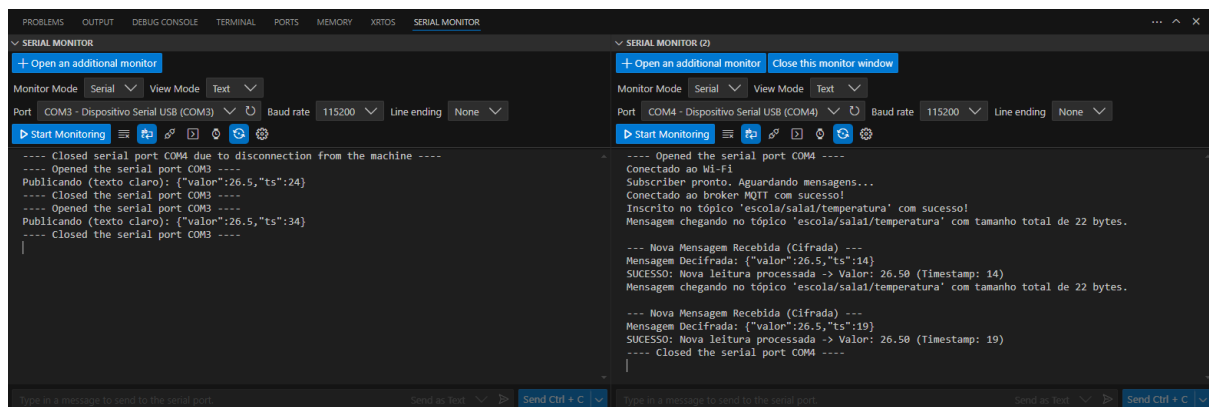 PROBLEMS OUTPUT DEBUG CONSOLE TERMINAL PORTS MEMORY XRTOS SERIAL MONITOR
SERIAL MONITOR
+ Open an additional monitor
Monitor Mode Serial View Mode Text
Port COM3 - Dispositivo Serial USB (COM3) Baud rate 115200 Line ending None
Start Monitoring
---- Closed serial port COM4 due to disconnection from the machine ----
---- Opened the serial port COM3 ----
Publicando (texto claro): {"valor":26.5,"ts":24}
---- Closed the serial port COM3 ----
---- Opened the serial port COM3 ----
Publicando (texto claro): {"valor":26.5,"ts":34}
---- Closed the serial port COM3 ----
Type in a message to send to the serial port. Send as Text Send Ctrl + C
SERIAL MONITOR (2)
+ Open an additional monitor Close this monitor window
Monitor Mode Serial View Mode Text
Port COM4 - Dispositivo Serial USB (COM4) Baud rate 115200 Line ending None
Start Monitoring
---- Opened the serial port COM4 ----
Conectado ao Wi-Fi
Subscriber pronto. Aguardando mensagens...
Conectado ao broker MQTT com sucesso!
Inscrito no tópico 'escola/sala1/temperatura' com sucesso!
Mensagem chegando no tópico 'escola/sala1/temperatura' com tamanho total de 22 bytes.
--- Nova Mensagem Recebida (Cifrada) ---
Mensagem Decifrada: {"valor":26.5,"ts":14}
SUCESSO: Nova leitura processada -> Valor: 26.50 (Timestamp: 14)
Mensagem chegando no tópico 'escola/sala1/temperatura' com tamanho total de 22 bytes.
--- Nova Mensagem Recebida (Cifrada) ---
Mensagem Decifrada: {"valor":26.5,"ts":19}
SUCESSO: Nova leitura processada -> Valor: 26.50 (Timestamp: 19)
---- Closed the serial port COM4 ----
Type in a message to send to the serial port. Send as Text Send Ctrl + C